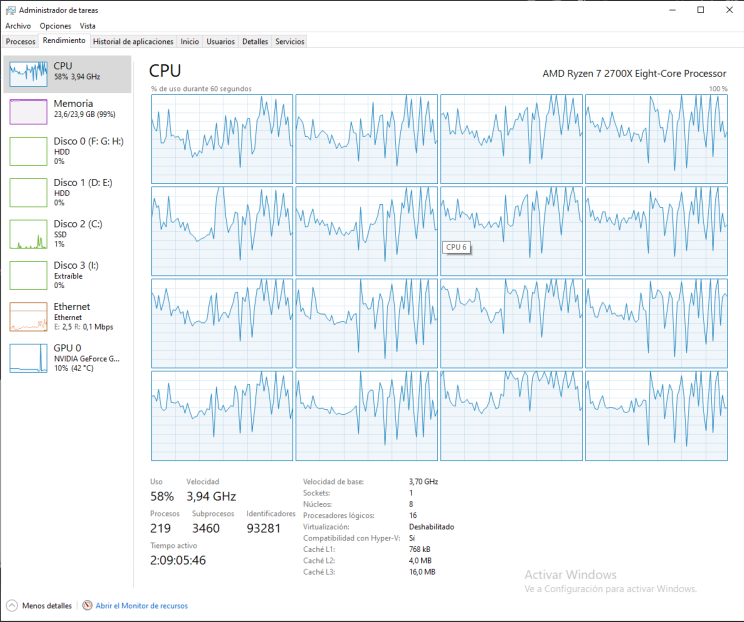 Administrador de tareas
Archivo Opciones Vista
Procesos Rendimiento Historial de aplicaciones Inicio Usuarios Detalles Servicios
CPU
58% 3,94 GHz
Memoria
23,6/23,9 GB (99%)
Disco 0 (F: G: H:)
HDD
0%
Disco 1 (D: E:)
HDD
0%
Disco 2 (C:)
SSD
1%
Disco 3 (I:)
Extraíble
0%
Ethernet
Ethernet
E: 2,5 R: 0,1 Mbps
GPU 0
NVIDIA GeForce G...
10% (42 °C)
CPU
AMD Ryzen 7 2700X Eight-Core Processor
% de uso durante 60 segundos 100 %
CPU 6
Uso Velocidad
58% 3,94 GHz
Procesos Subprocesos Identificadores
219 3460 93281
Tiempo activo
2:09:05:46
Velocidad de base: 3,70 GHz
Sockets: 1
Núcleos: 8
Procesadores lógicos: 16
Virtualización: Deshabilitado
Compatibilidad con Hyper-V: Sí
Caché L1: 768 kB
Caché L2: 4,0 MB
Caché L3: 16,0 MB
Activar Windows
Ve a Configuración para activar Windows.
Menos detalles Abrir el Monitor de recursos